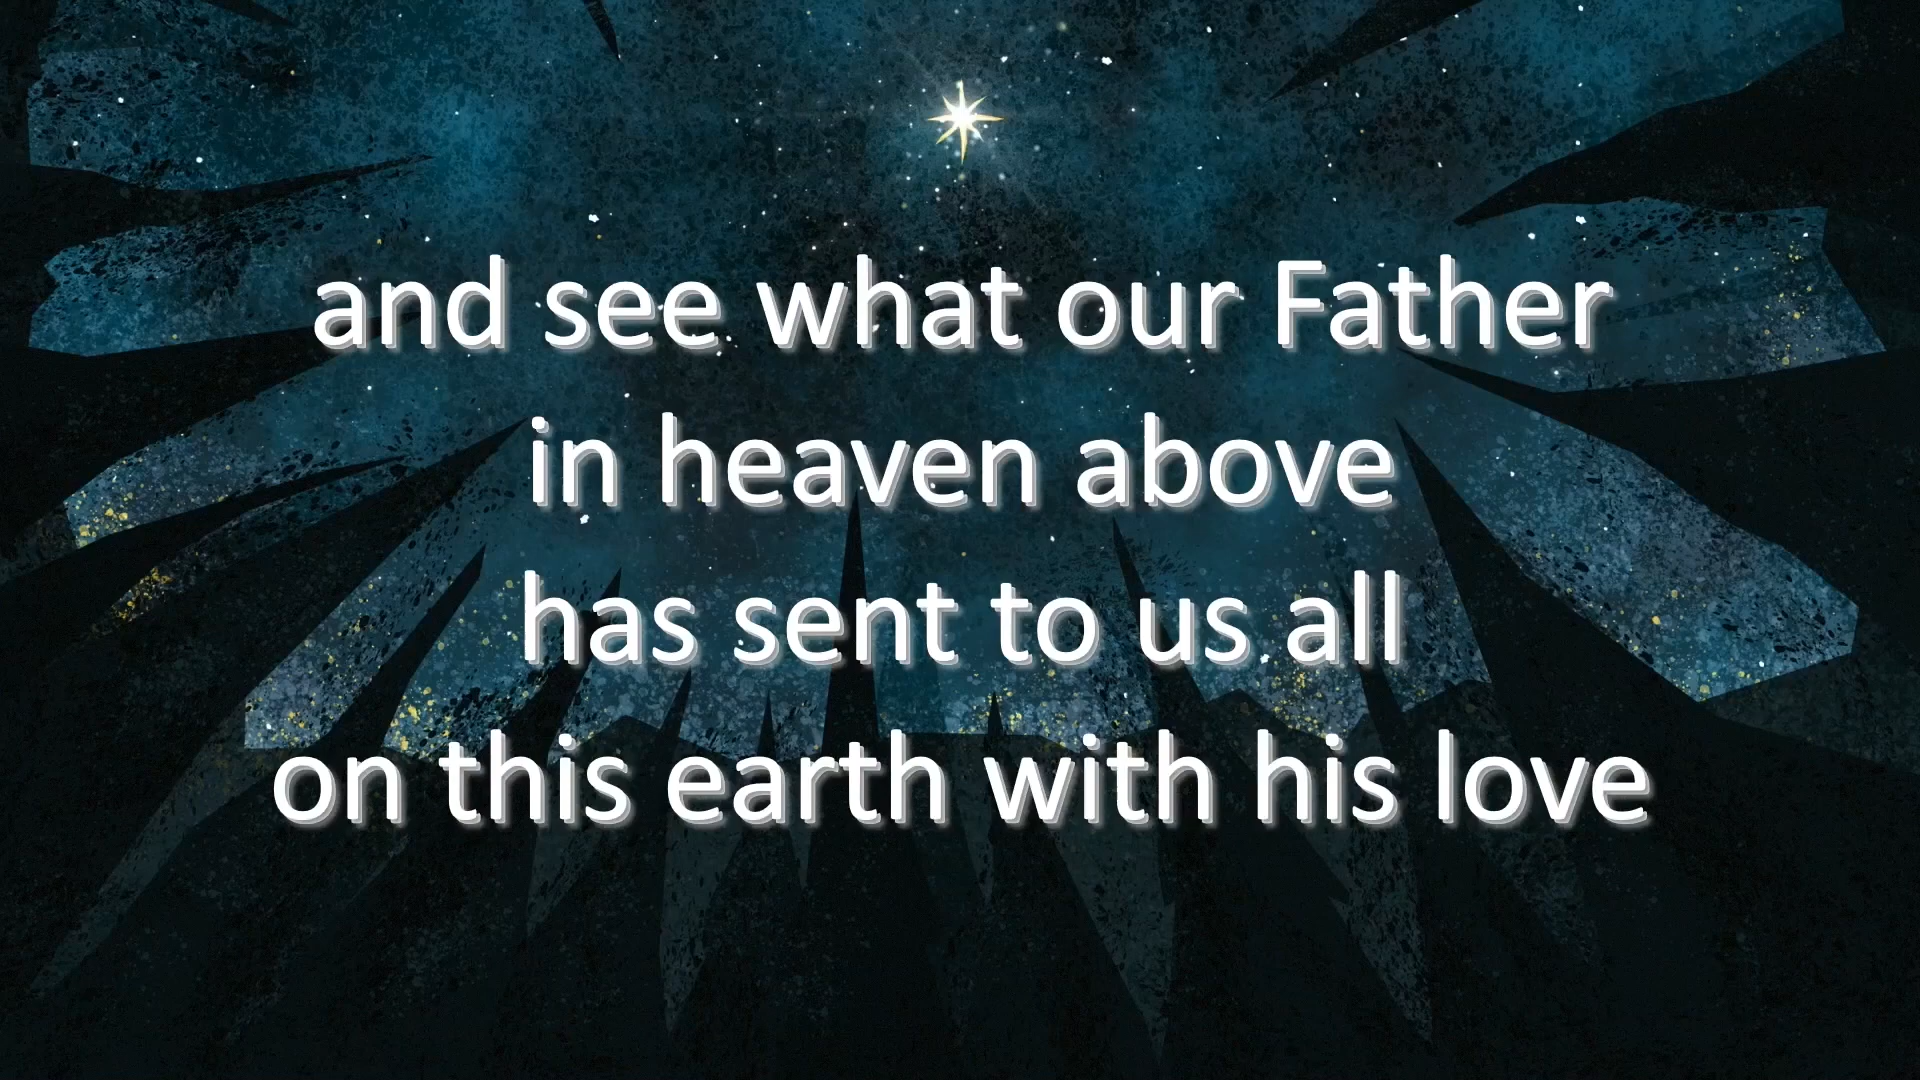 and see what our Father
in heaven above
has sent to us all
on this earth with his love